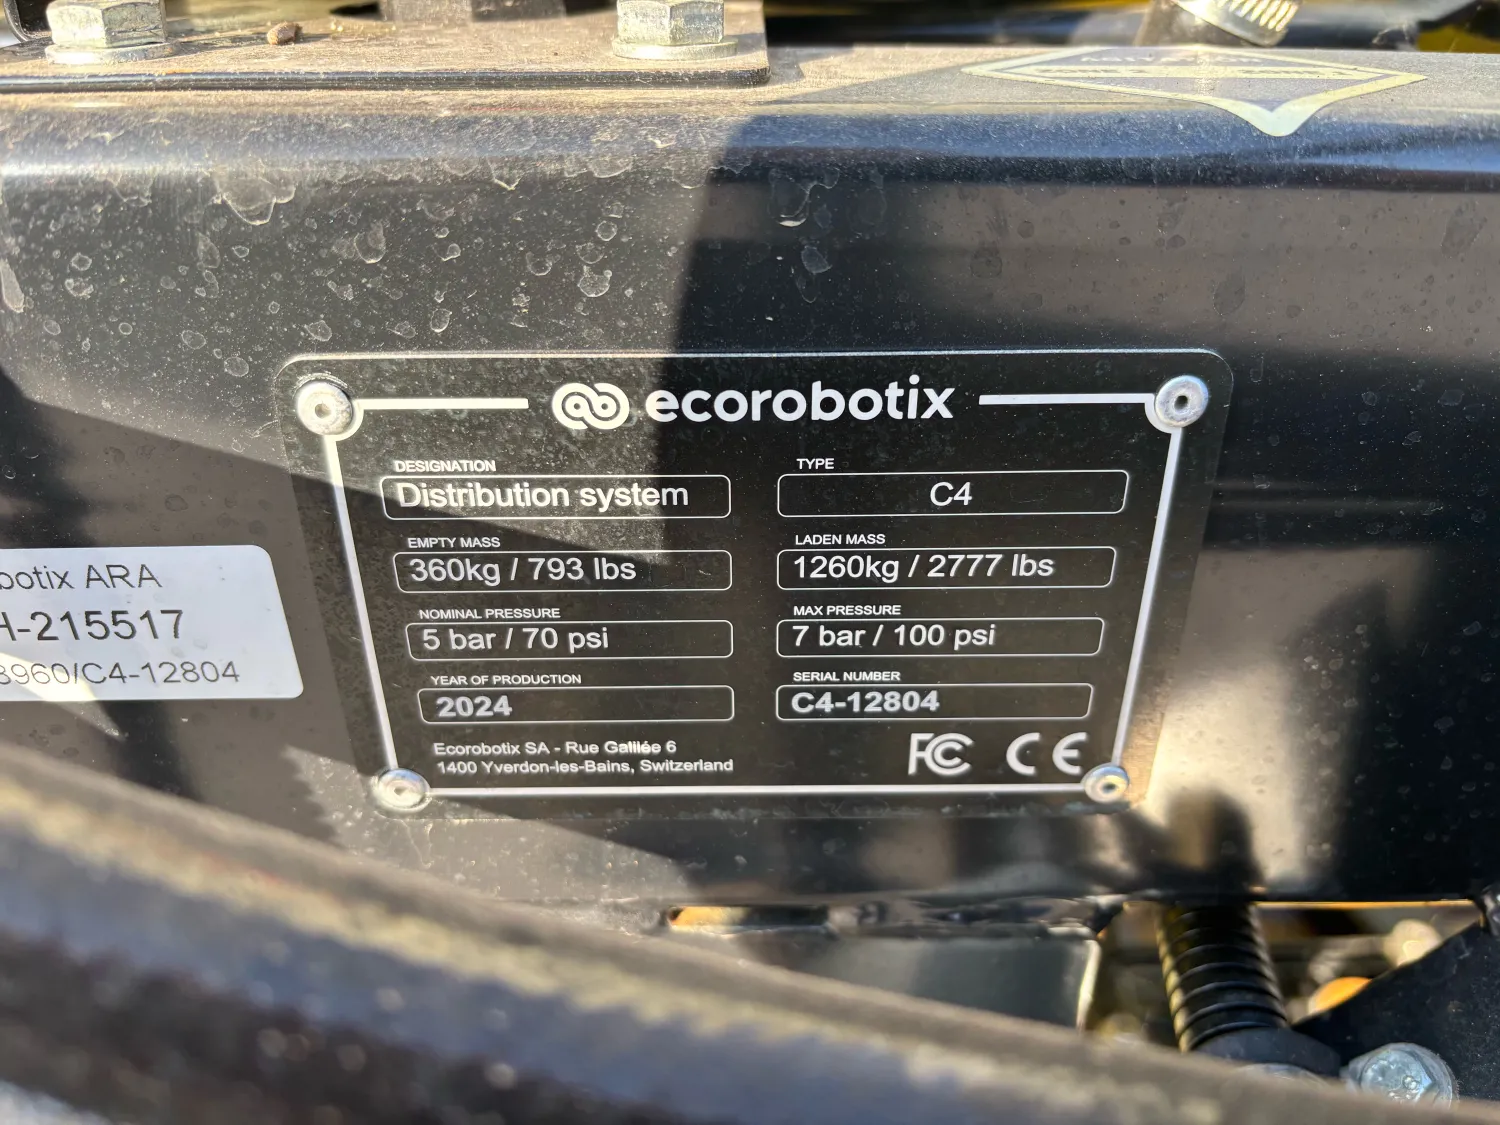 ecorobotix
DESIGNATION
Distribution system
TYPE
C4
EMPTY MASS
360kg / 793 lbs
LADEN MASS
1260kg / 2777 lbs
NOMINAL PRESSURE
5 bar / 70 psi
MAX PRESSURE
7 bar / 100 psi
YEAR OF PRODUCTION
2024
SERIAL NUMBER
C4-12804
Ecorobotix SA - Rue Galilée 6
1400 Yverdon-les-Bains, Switzerland
FC CE
botix ARA
H-215517
8960/C4-12804